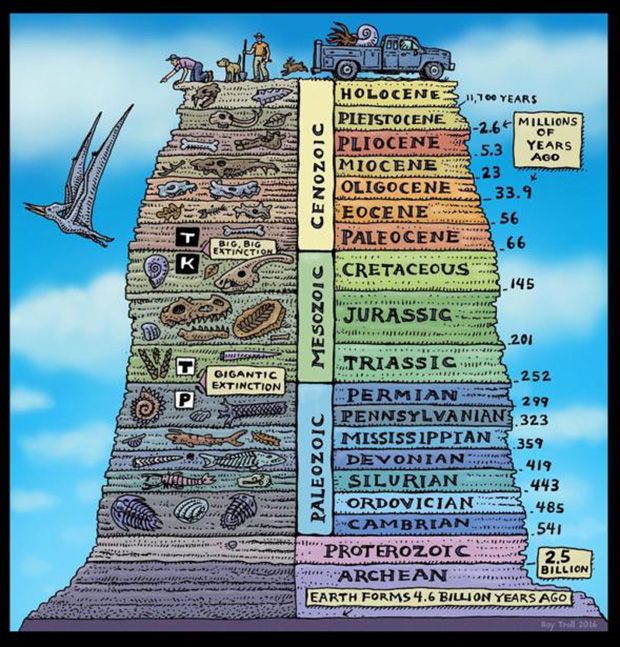 HOLOCENE
11,700 YEARS
PLEISTOCENE
2.6
MILLIONS
OF
YEARS
AGO
PLIOCENE
5.3
MIOCENE
23
OLIGOCENE
33.9
EOCENE
56
PALEOCENE
66
CENOZOIC
T
BIG, BIG
EXTINCTION
K
CRETACEOUS
145
JURASSIC
201
TRIASSIC
252
MESOZOIC
T
GIGANTIC
EXTINCTION
P
PERMIAN
299
PENNSYLVANIAN
323
MISSISSIPPIAN
359
DEVONIAN
419
SILURIAN
443
ORDOVICIAN
485
CAMBRIAN
541
PALEOZOIC
PROTEROZOIC
2.5
BILLION
ARCHEAN
EARTH FORMS 4.6 BILLION YEARS AGO
Ray Troll 2016